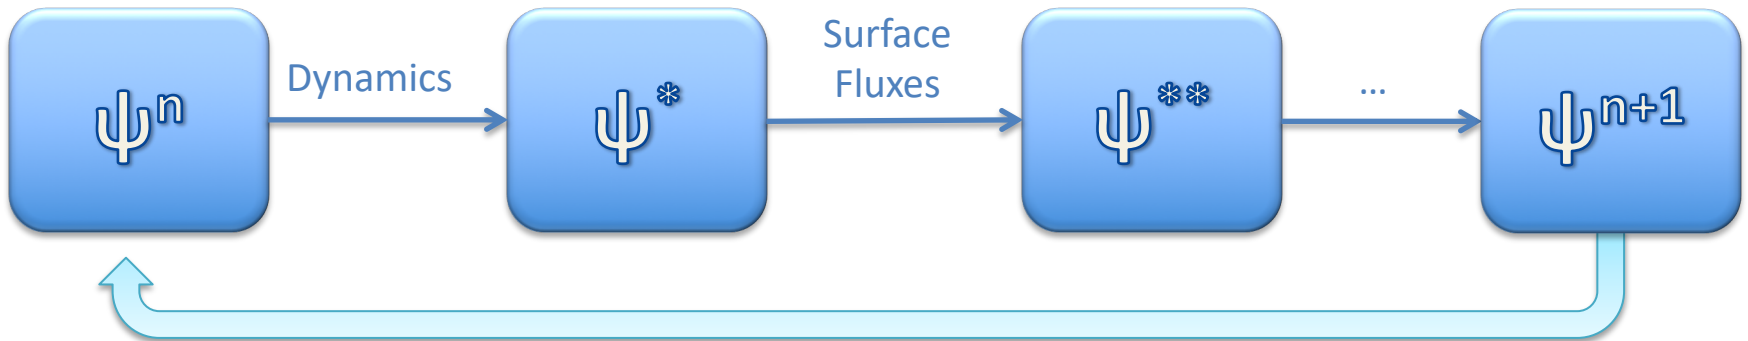 ψⁿ
Dynamics
ψ*
Surface
Fluxes
ψ**
...
ψⁿ⁺¹